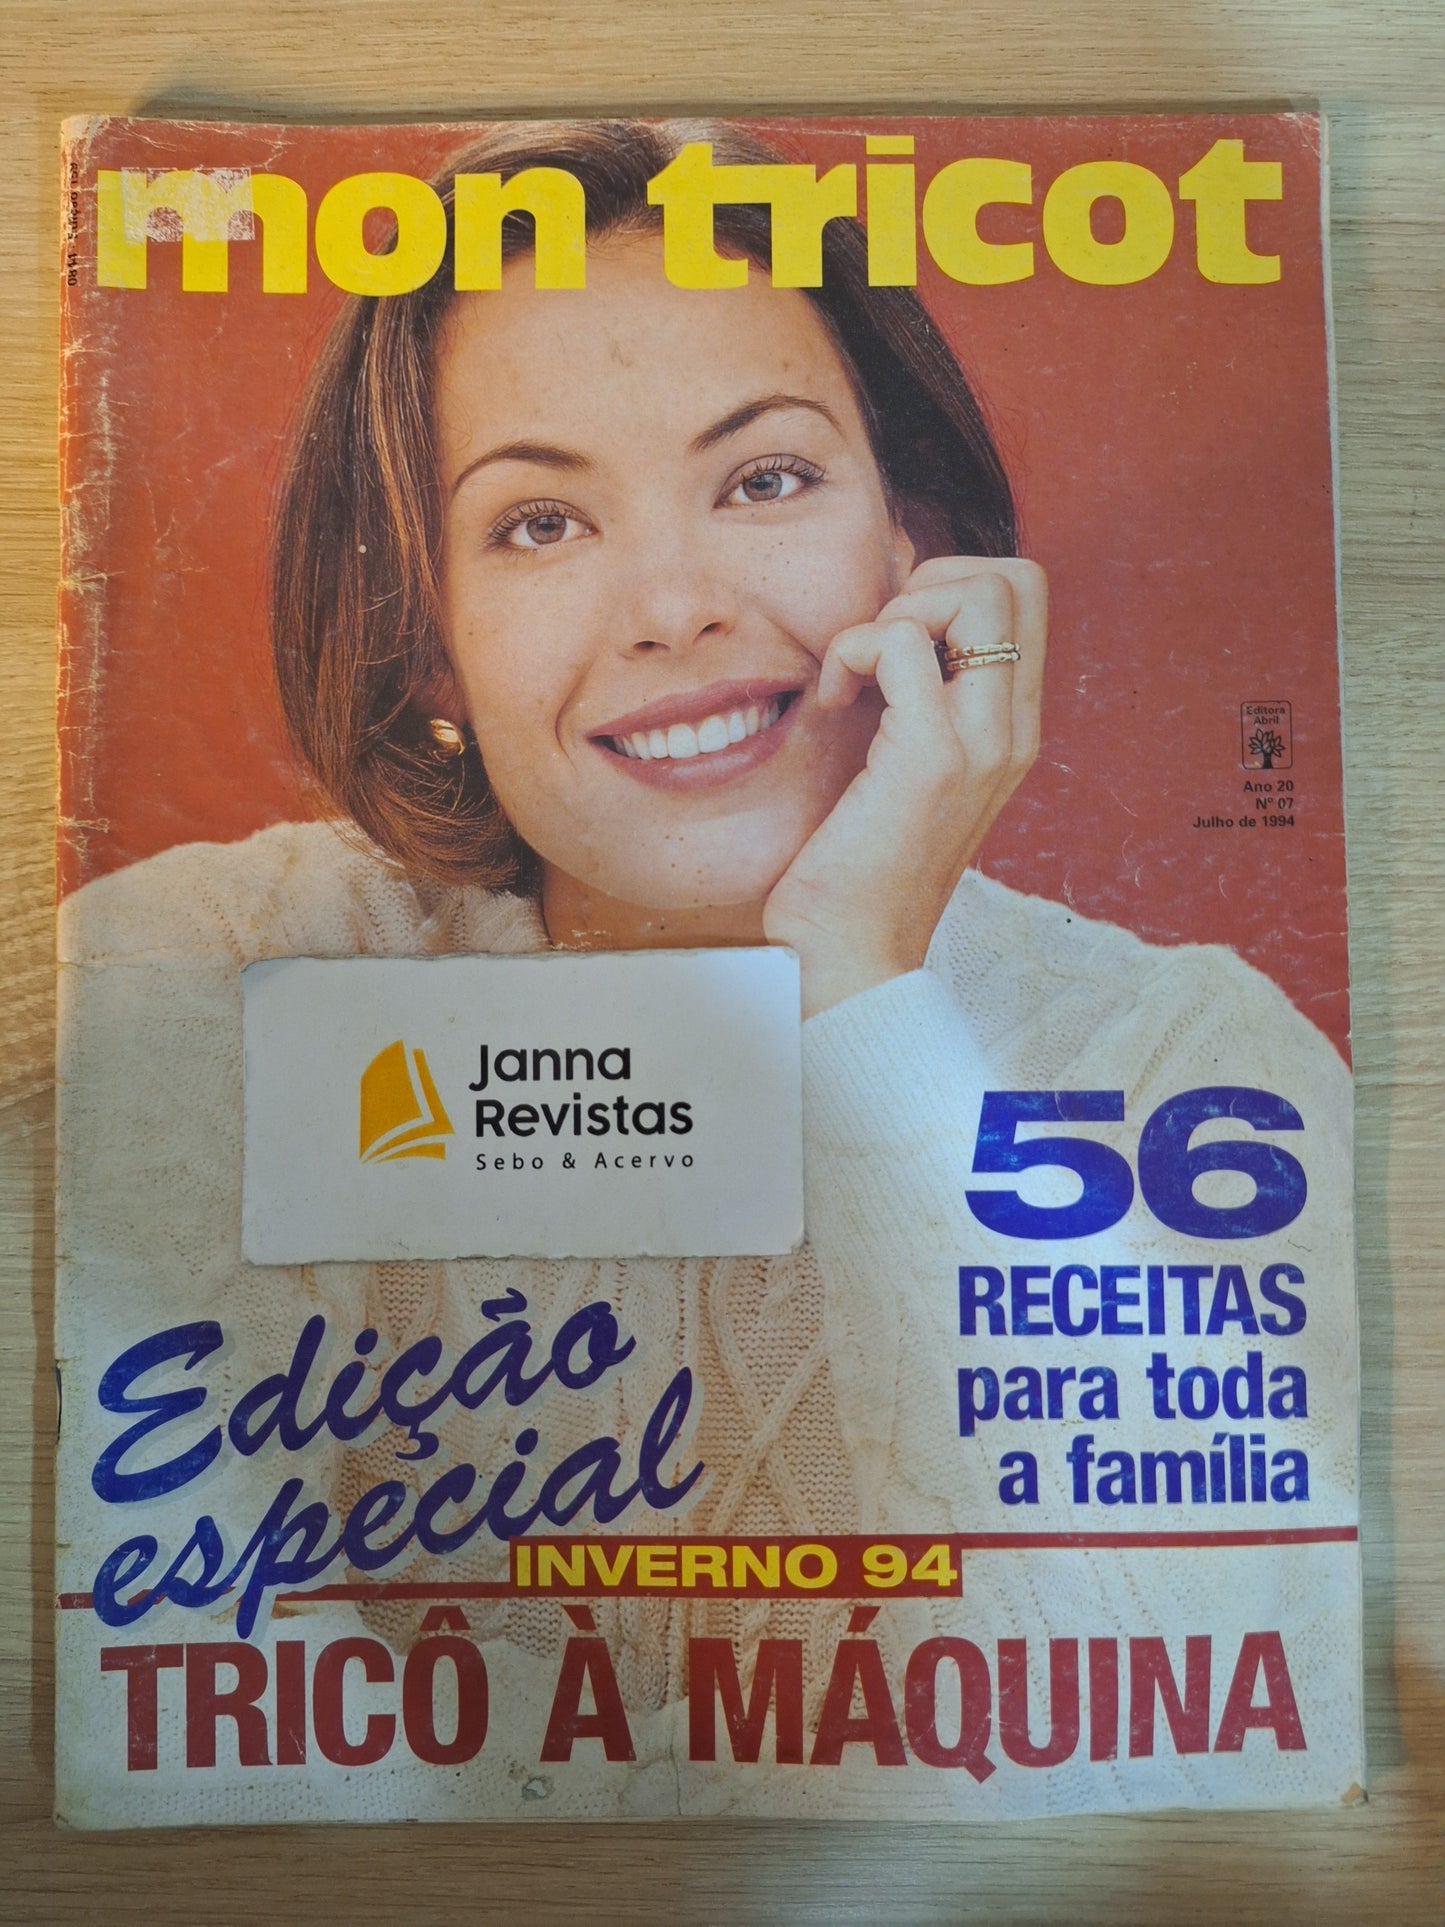 mon tricot
Editora
Abril
Ano 20
Nº 07
Julho de 1994
Janna
Revistas
Sebo & Acervo
56
RECEITAS
para toda
a família
Edição
especial
INVERNO 94
TRICÔ À MÁQUINA